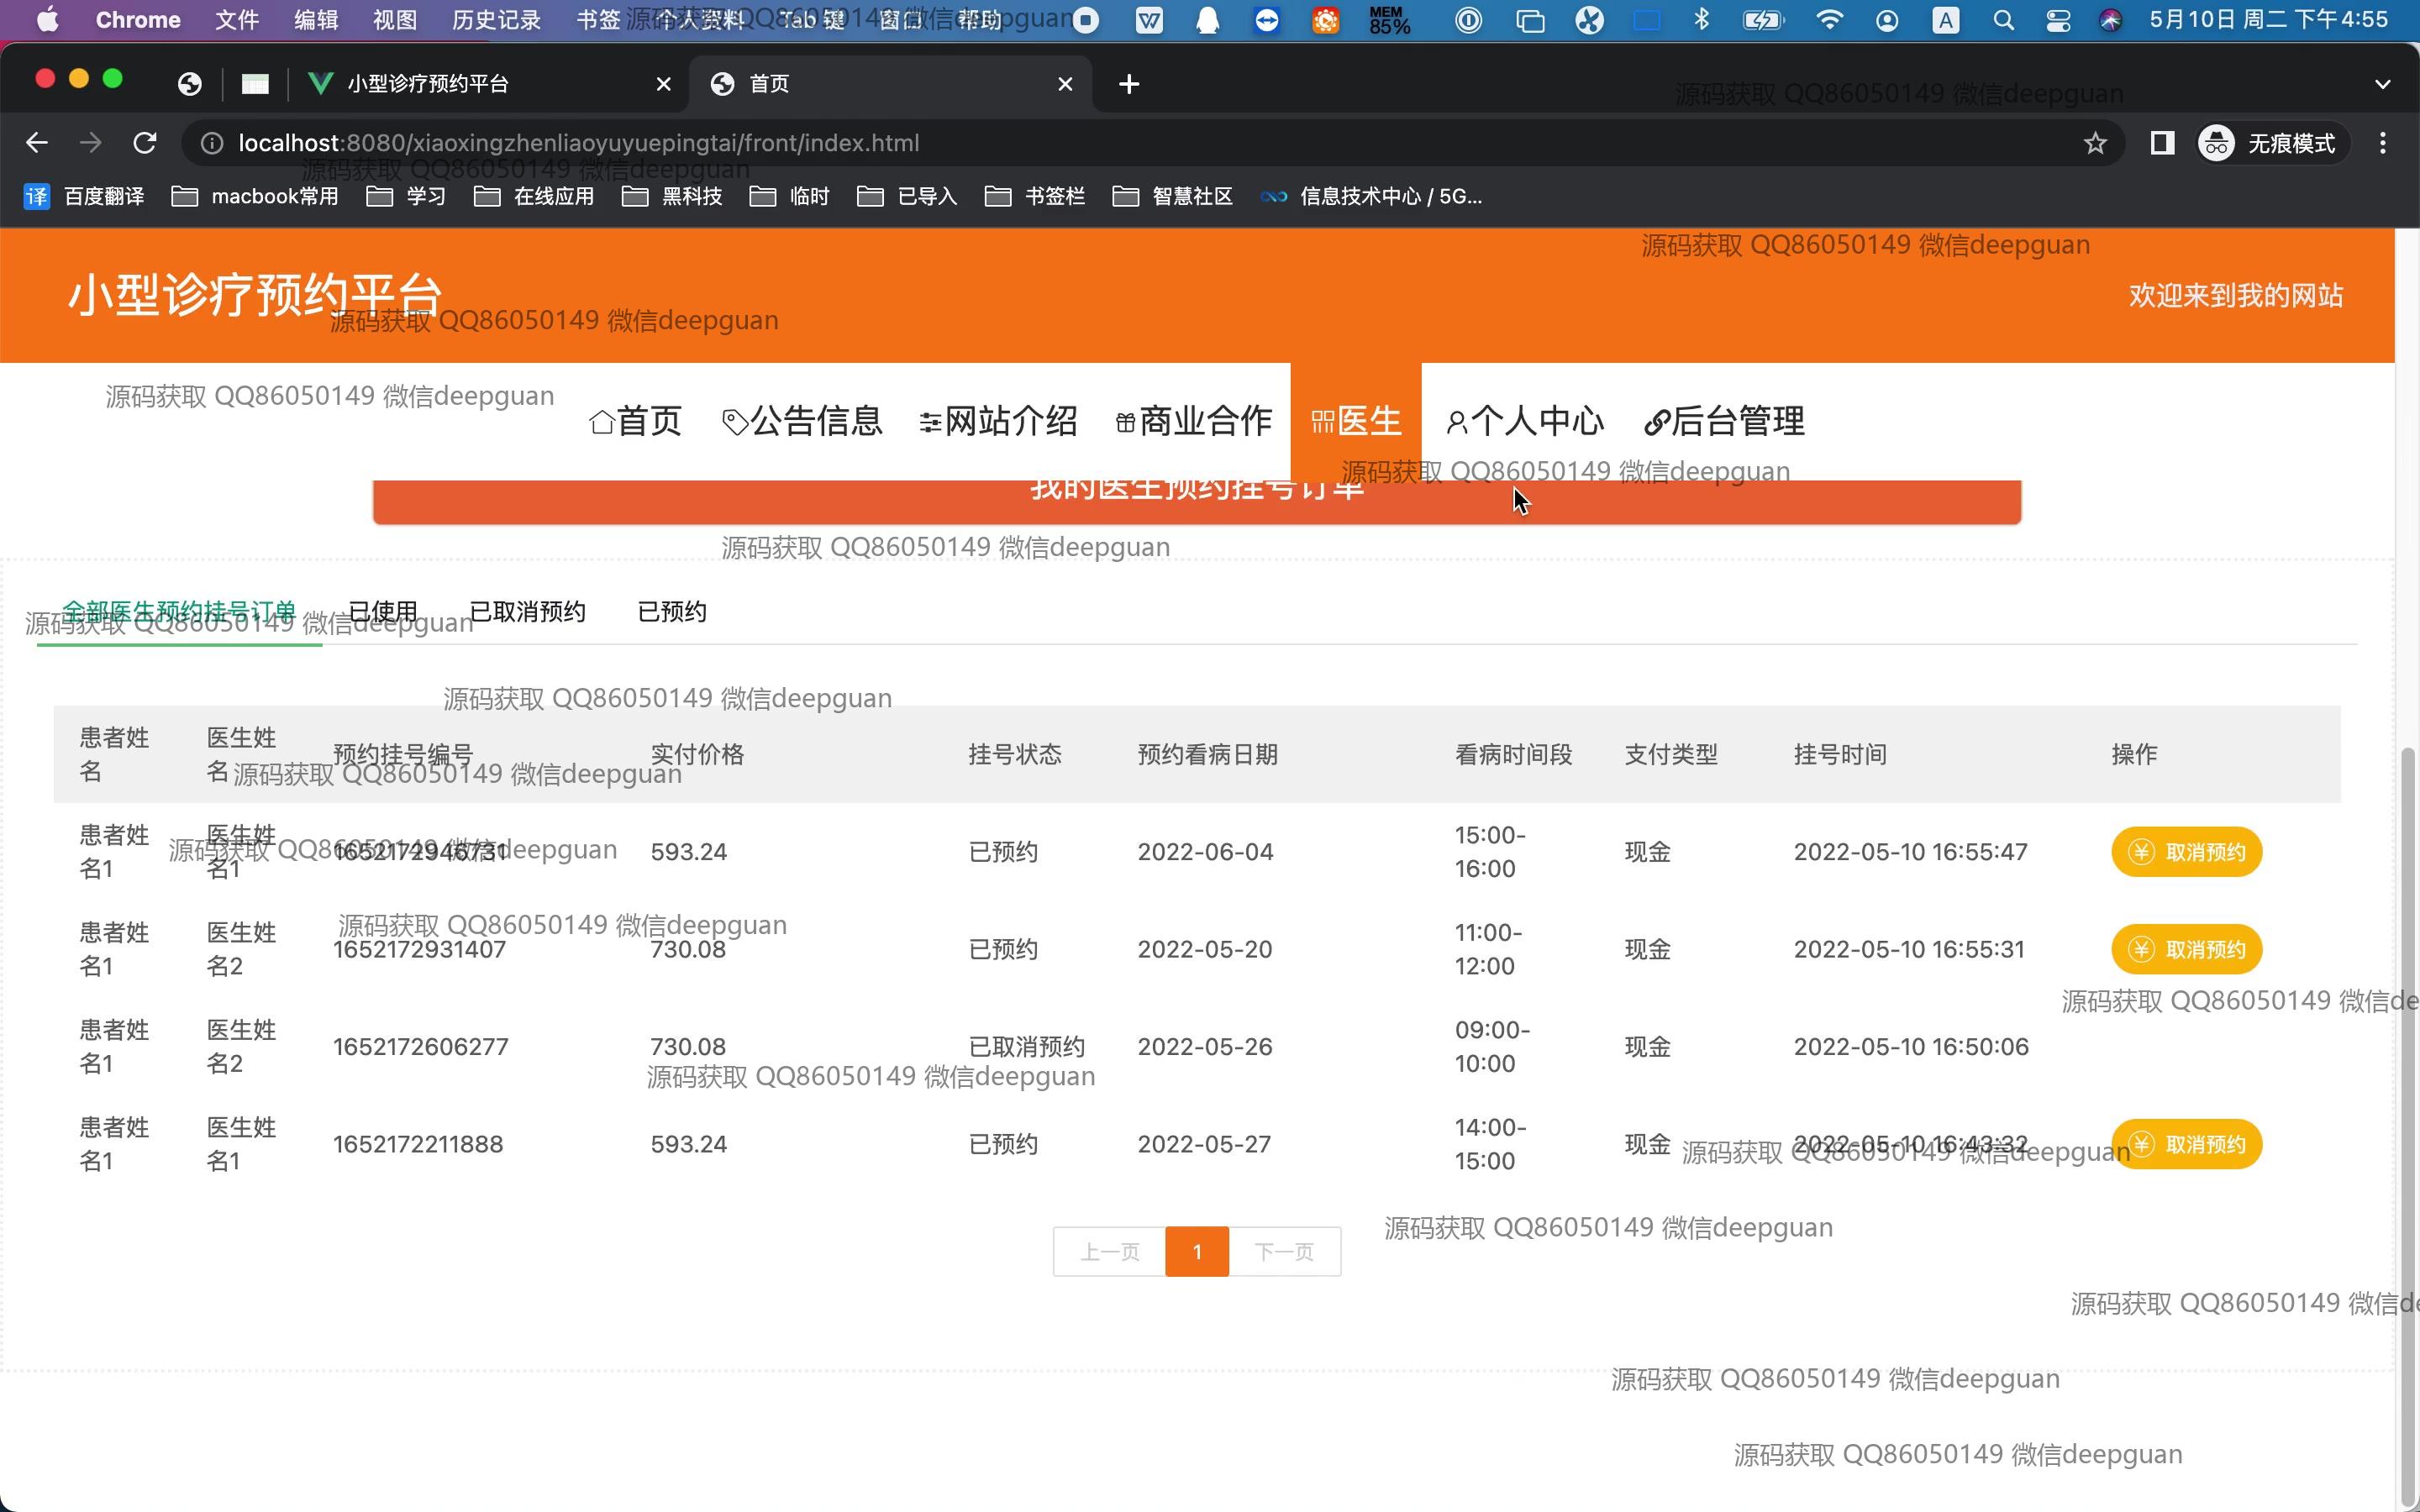 Chrome 文件 编辑 视图 历史记录 书签 个人资料 Tab 键 窗口 帮助 MEM 85% A 5月10日 周二 下午4:55
源码获取 QQ86050149 微信deepguan
小型诊疗预约平台 首页
源码获取 QQ86050149 微信deepguan
localhost:8080/xiaoxingzhenliaoyuyuepingtai/front/index.html 无痕模式
源码获取 QQ86050149 微信deepguan
译 百度翻译 macbook常用 学习 在线应用 黑科技 临时 已导入 书签栏 智慧社区 信息技术中心 / 5G...
源码获取 QQ86050149 微信deepguan
小型诊疗预约平台 欢迎来到我的网站
源码获取 QQ86050149 微信deepguan
源码获取 QQ86050149 微信deepguan
首页 公告信息 网站介绍 商业合作 医生 个人中心 后台管理
源码获取 QQ86050149 微信deepguan
我的医生预约挂号订单
源码获取 QQ86050149 微信deepguan
全部医生预约挂号订单 已使用 已取消预约 已预约
源码获取 QQ86050149 微信deepguan
源码获取 QQ86050149 微信deepguan
患者姓名 医生姓名 预约挂号编号 实付价格 挂号状态 预约看病日期 看病时间段 支付类型 挂号时间 操作
源码获取 QQ86050149 微信deepguan
患者姓名1 医生姓名1 1652172946731 593.24 已预约 2022-06-04 15:00-16:00 现金 2022-05-10 16:55:47 取消预约
源码获取 QQ86050149 微信deepguan
源码获取 QQ86050149 微信deepguan
患者姓名1 医生姓名2 1652172931407 730.08 已预约 2022-05-20 11:00-12:00 现金 2022-05-10 16:55:31 取消预约
源码获取 QQ86050149 微信de
患者姓名1 医生姓名2 1652172606277 730.08 已取消预约 2022-05-26 09:00-10:00 现金 2022-05-10 16:50:06
源码获取 QQ86050149 微信deepguan
患者姓名1 医生姓名1 1652172211888 593.24 已预约 2022-05-27 14:00-15:00 现金 2022-05-10 16:43:32 取消预约
源码获取 QQ86050149 微信deepguan
源码获取 QQ86050149 微信deepguan
上一页 1 下一页
源码获取 QQ86050149 微信de
源码获取 QQ86050149 微信deepguan
源码获取 QQ86050149 微信deepguan